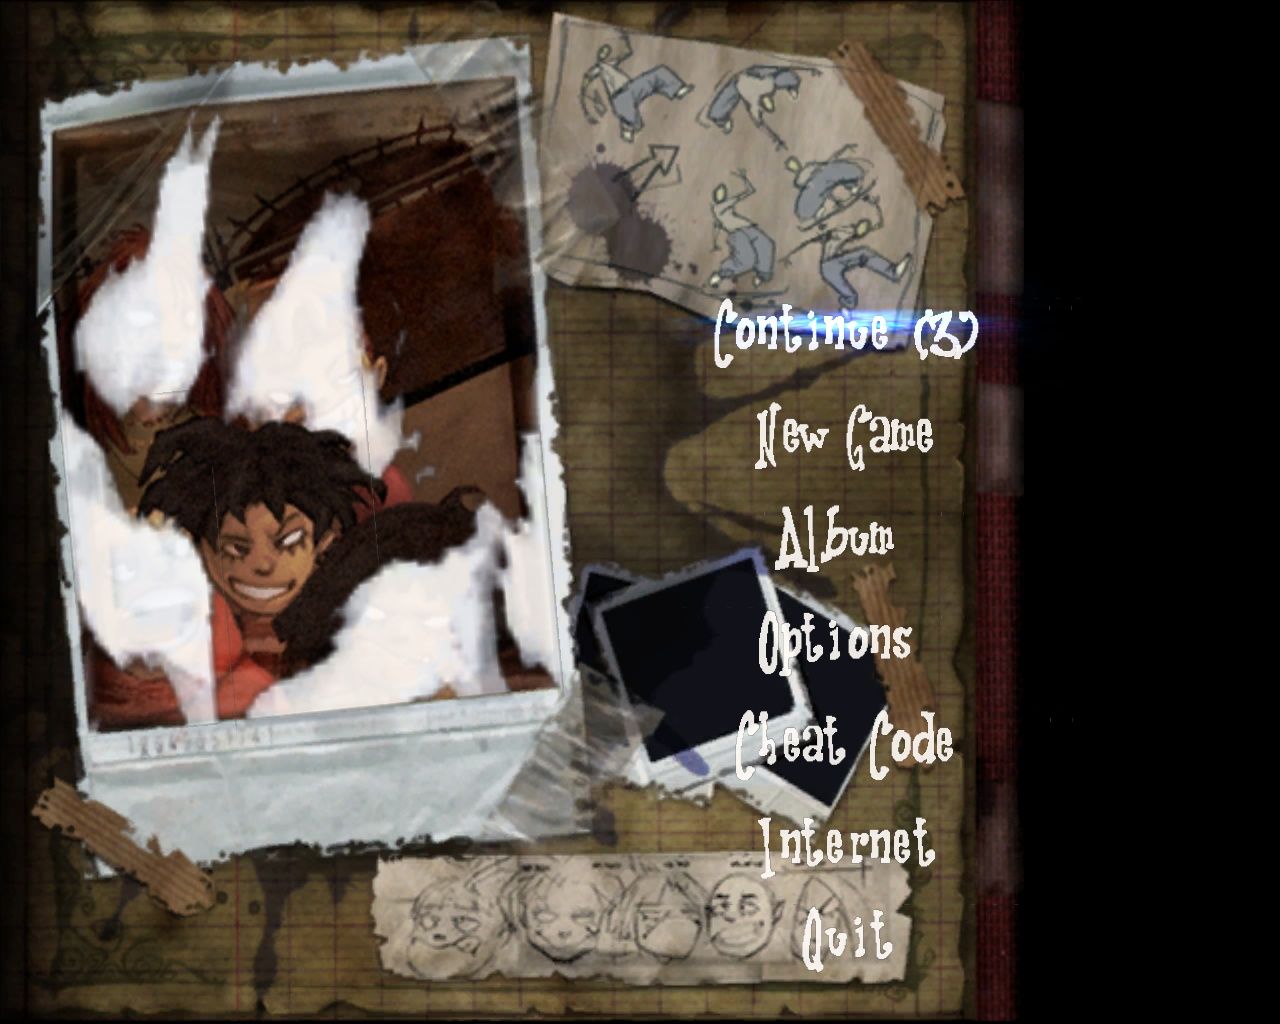 Continue (3)
New Game
Album
Options
Cheat Code
Internet
Quit